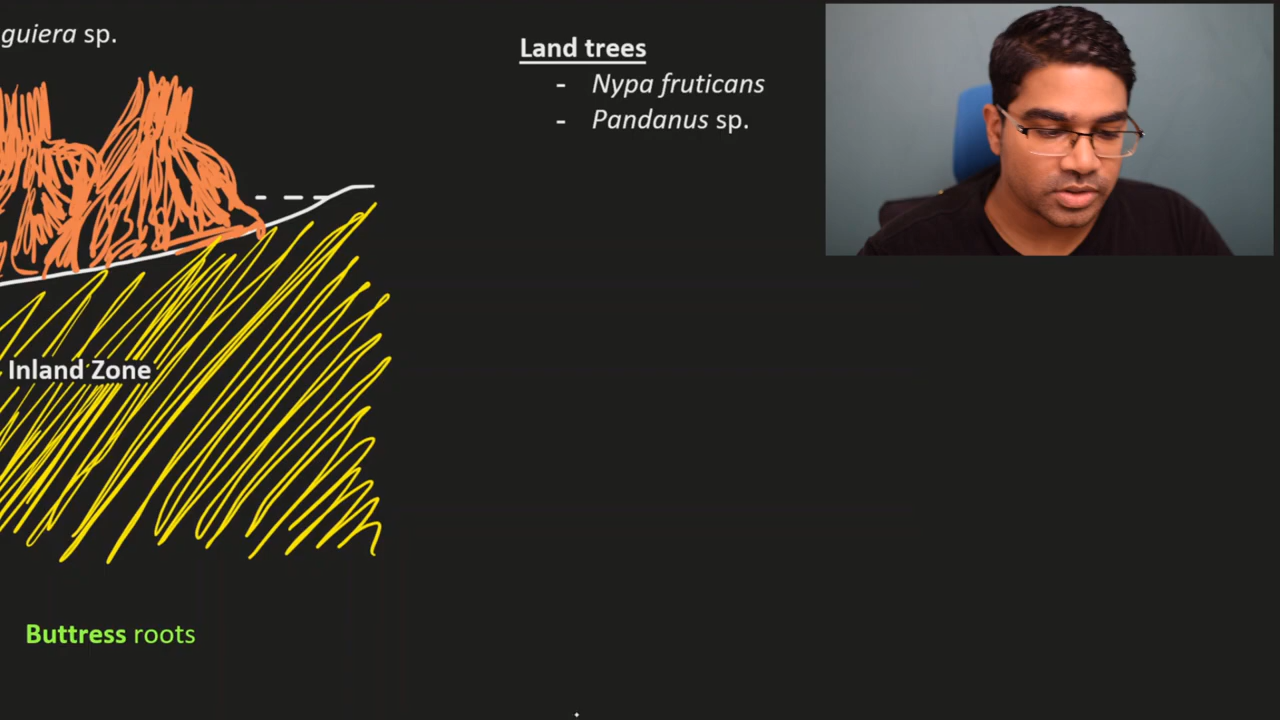 guiera sp.
Land trees
- Nypa fruticans
- Pandanus sp.
Inland Zone
Buttress roots